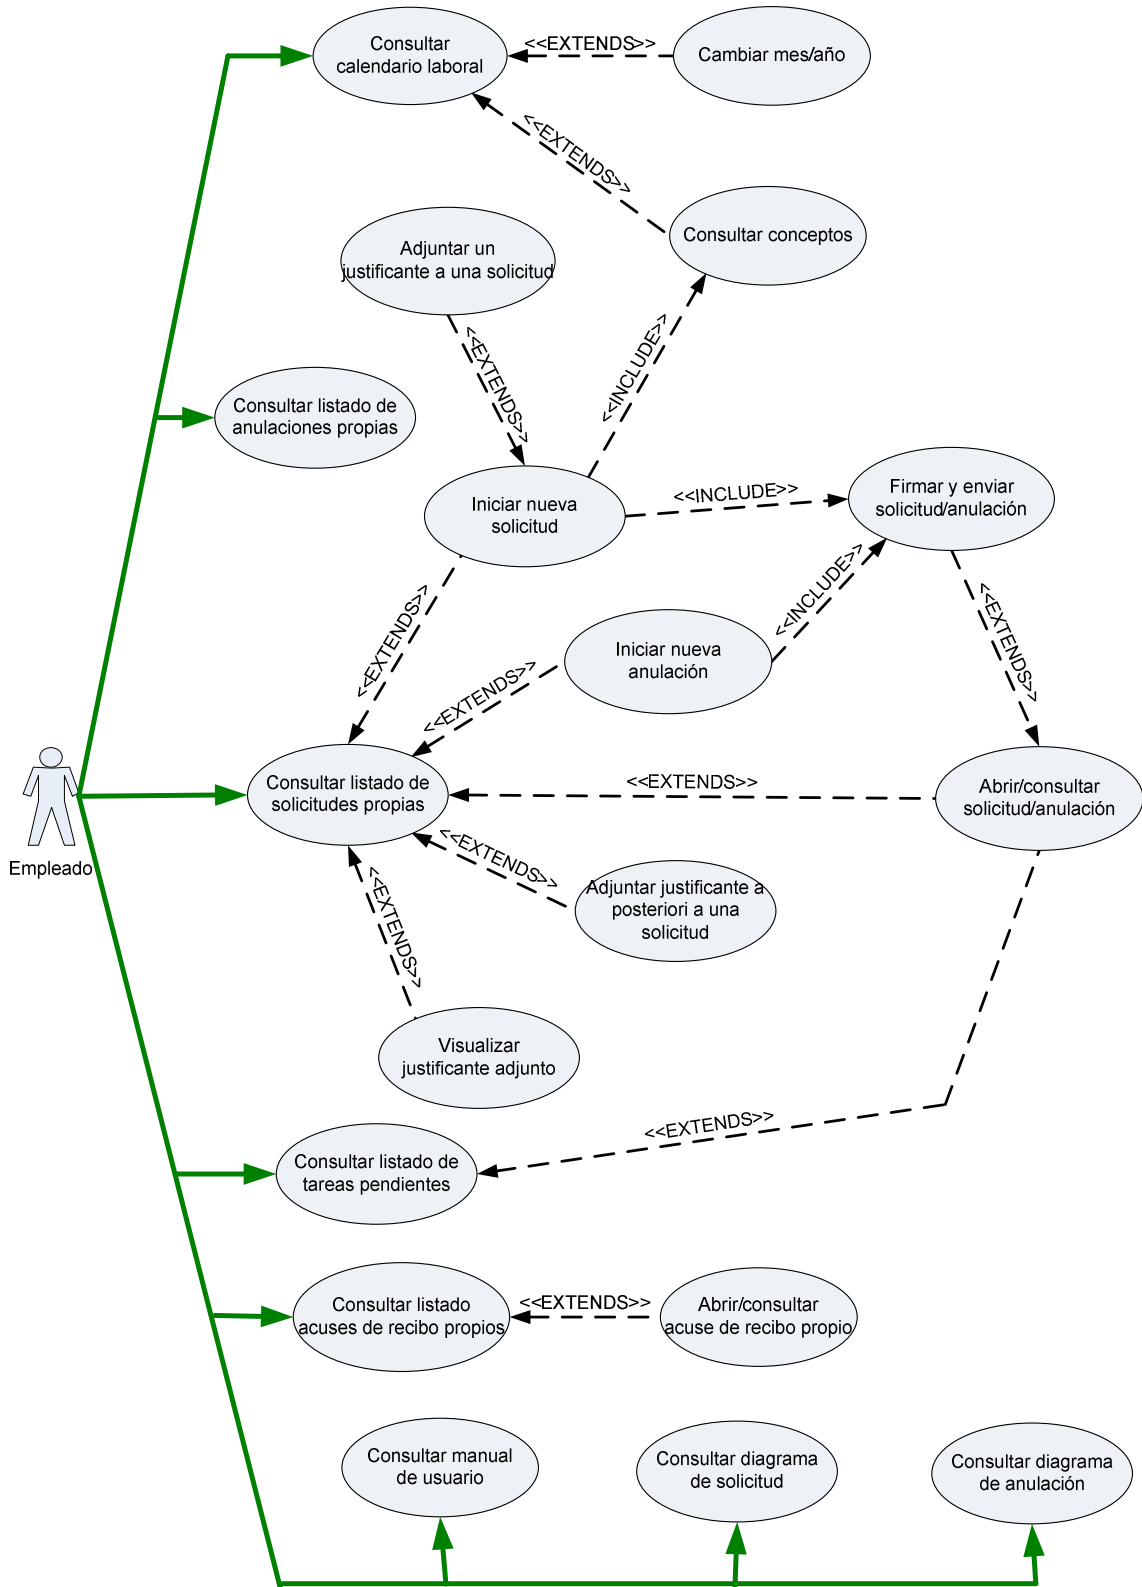 Consultar
calendario laboral
<<EXTENDS>>
Cambiar mes/año
<<EXTENDS>>
Consultar conceptos
Adjuntar un
justificante a una solicitud
<<EXTENDS>>
<<INCLUDE>>
Consultar listado de
anulaciones propias
Iniciar nueva
solicitud
<<INCLUDE>>
Firmar y enviar
solicitud/anulación
<<EXTENDS>>
<<INCLUDE>>
<<EXTENDS>>
Iniciar nueva
anulación
<<EXTENDS>>
Consultar listado de
solicitudes propias
<<EXTENDS>>
Abrir/consultar
solicitud/anulación
Empleado
<<EXTENDS>>
Adjuntar justificante a
posteriori a una
solicitud
<<EXTENDS>>
Visualizar
justificante adjunto
<<EXTENDS>>
Consultar listado de
tareas pendientes
Consultar listado
acuses de recibo propios
<<EXTENDS>>
Abrir/consultar
acuse de recibo propio
Consultar manual
de usuario
Consultar diagrama
de solicitud
Consultar diagrama
de anulación